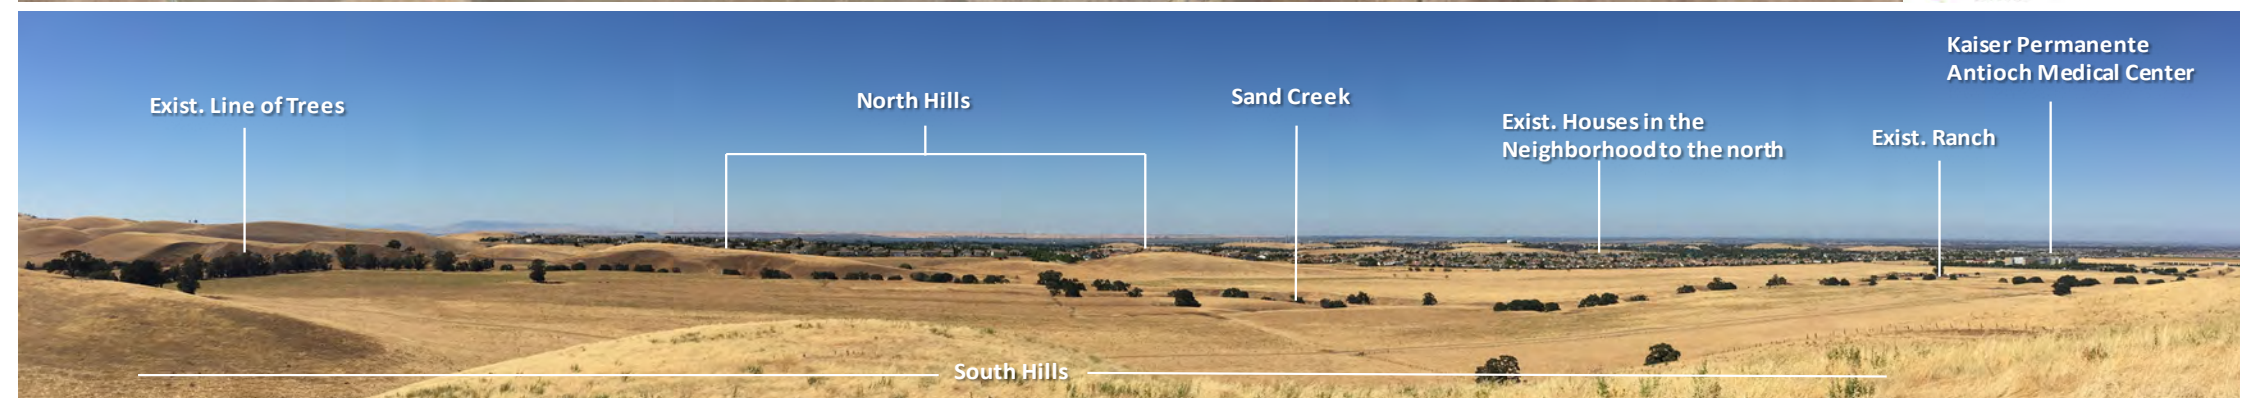 Kaiser Permanente
Antioch Medical Center
Exist. Line of Trees
North Hills
Sand Creek
Exist. Houses in the
Neighborhood to the north
Exist. Ranch
South Hills